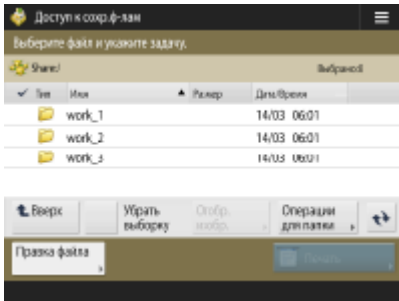 Доступ к сохр.ф-лам
Выберите файл и укажите задачу.
Share:/ Выбрано:0
Тип Имя Размер Дата/Время
work_1 14/03 06:01
work_2 14/03 06:01
work_3 14/03 06:01
Вверх Убрать выборку Отобр. изобр. Операции для папки
Правка файла Печать